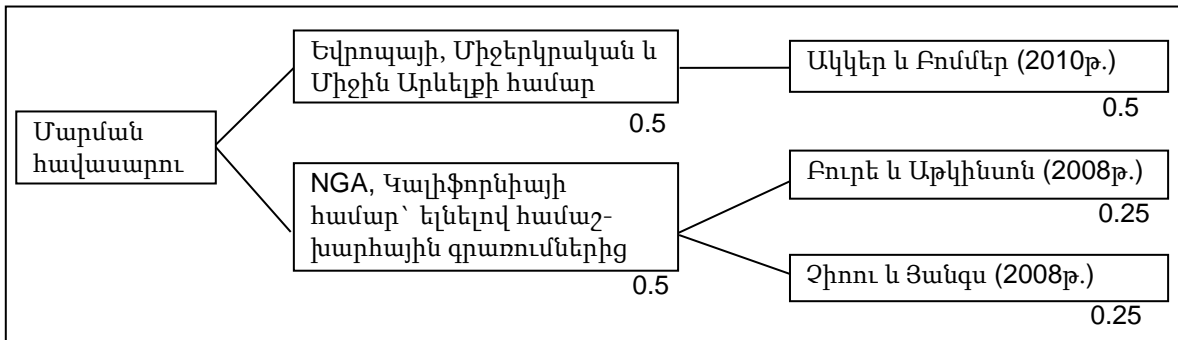 Մարման
հավասարու
Եվրոպայի, Միջերկրական և
Միջին Արևելքի համար
0.5
NGA, Կալիֆորնիայի
համար` ելնելով համաշ-
խարհային գրառումներից
0.5
Ակկեր և Բոմմեր (2010թ.)
0.5
Բուրե և Աթկինսոն (2008թ.)
0.25
Չիոու և Յանգս (2008թ.)
0.25